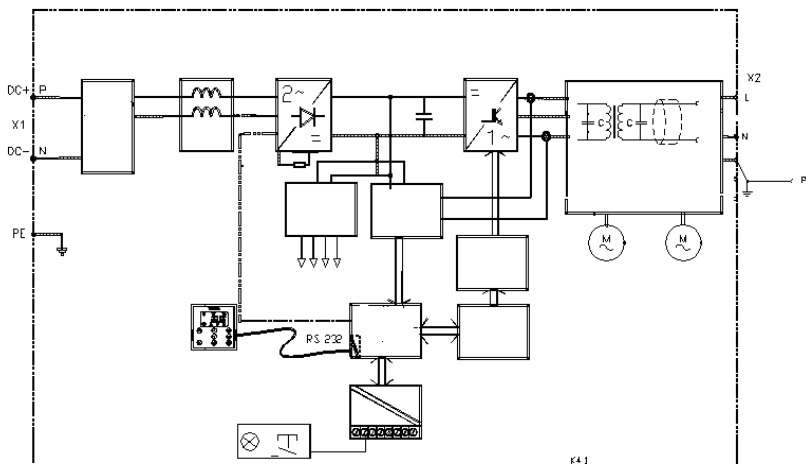 DC+ P
X1
DC- N
PE
2~
=
=
1~
C
C
X2
L
N
P
M
~
M
~
RS 232
K4.1